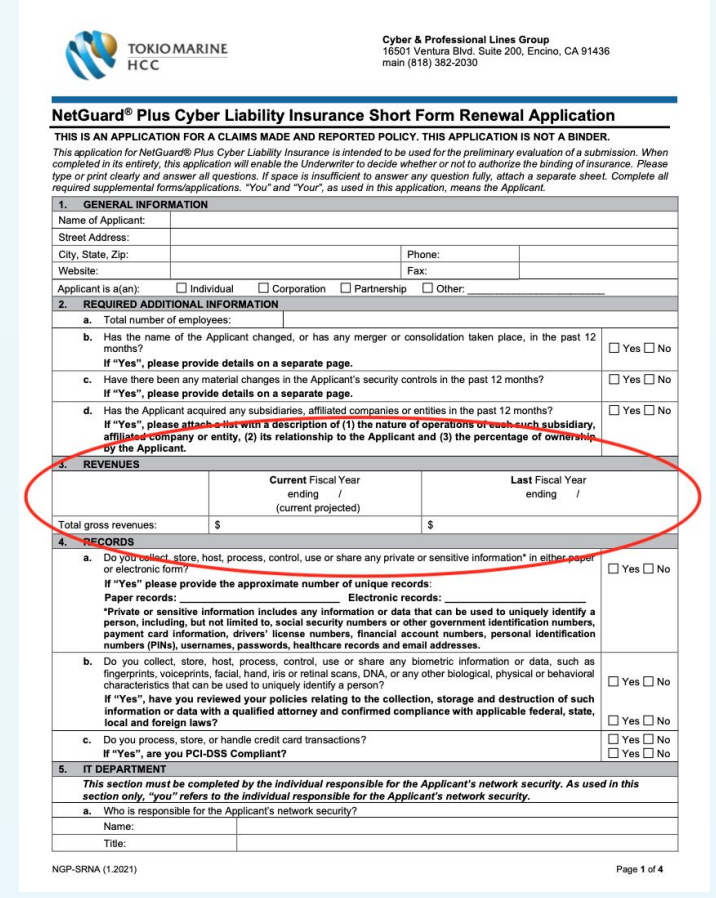 TOKIO MARINE
HCC
Cyber & Professional Lines Group
16501 Ventura Blvd. Suite 200, Encino, CA 91436
main (818) 382-2030
NetGuard® Plus Cyber Liability Insurance Short Form Renewal Application
THIS IS AN APPLICATION FOR A CLAIMS MADE AND REPORTED POLICY. THIS APPLICATION IS NOT A BINDER.
This application for NetGuard® Plus Cyber Liability Insurance is intended to be used for the preliminary evaluation of a submission. When
completed in its entirety, this application will enable the Underwriter to decide whether or not to authorize the binding of insurance. Please
type or print clearly and answer all questions. If space is insufficient to answer any question fully, attach a separate sheet. Complete all
required supplemental forms/applications. "You" and "Your", as used in this application, means the Applicant.
1. GENERAL INFORMATION
Name of Applicant:
Street Address:
City, State, Zip: Phone:
Website: Fax:
Applicant is a(an): ☐ Individual ☐ Corporation ☐ Partnership ☐ Other: ________________________
2. REQUIRED ADDITIONAL INFORMATION
a. Total number of employees:
b. Has the name of the Applicant changed, or has any merger or consolidation taken place, in the past 12
months? ☐ Yes ☐ No
If "Yes", please provide details on a separate page.
c. Have there been any material changes in the Applicant's security controls in the past 12 months? ☐ Yes ☐ No
If "Yes", please provide details on a separate page.
d. Has the Applicant acquired any subsidiaries, affiliated companies or entities in the past 12 months? ☐ Yes ☐ No
If "Yes", please attach a list with a description of (1) the nature of operations of each such subsidiary,
affiliated company or entity, (2) its relationship to the Applicant and (3) the percentage of ownership
by the Applicant.
3. REVENUES
Current Fiscal Year Last Fiscal Year
ending / ending /
(current projected)
Total gross revenues: $ $
4. RECORDS
a. Do you collect, store, host, process, control, use or share any private or sensitive information* in either paper
or electronic form? ☐ Yes ☐ No
If "Yes" please provide the approximate number of unique records:
Paper records: ________________ Electronic records: ________________
*Private or sensitive information includes any information or data that can be used to uniquely identify a
person, including, but not limited to, social security numbers or other government identification numbers,
payment card information, drivers' license numbers, financial account numbers, personal identification
numbers (PINs), usernames, passwords, healthcare records and email addresses.
b. Do you collect, store, host, process, control, use or share any biometric information or data, such as
fingerprints, voiceprints, facial, hand, iris or retinal scans, DNA, or any other biological, physical or behavioral
characteristics that can be used to uniquely identify a person? ☐ Yes ☐ No
If "Yes", have you reviewed your policies relating to the collection, storage and destruction of such
information or data with a qualified attorney and confirmed compliance with applicable federal, state,
local and foreign laws? ☐ Yes ☐ No
c. Do you process, store, or handle credit card transactions? ☐ Yes ☐ No
If "Yes", are you PCI-DSS Compliant? ☐ Yes ☐ No
5. IT DEPARTMENT
This section must be completed by the individual responsible for the Applicant's network security. As used in this
section only, "you" refers to the individual responsible for the Applicant's network security.
a. Who is responsible for the Applicant's network security?
Name:
Title:
NGP-SRNA (1.2021) Page 1 of 4